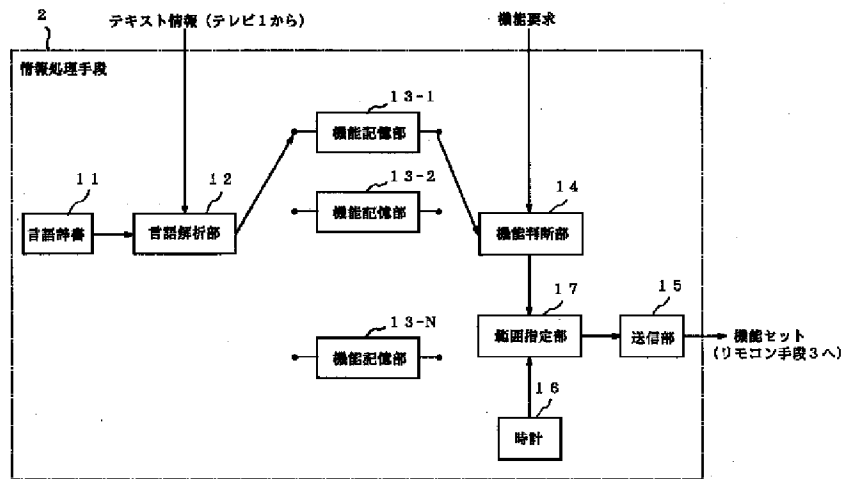 テキスト情報（テレビ１から）
機能要求
2
情報処理手段
１３-１
機能記憶部
１３-２
機能記憶部
１１
言語辞書
１２
言語解析部
１４
機能判断部
１３-N
機能記憶部
１７
範囲指定部
１５
送信部
機能セット
（リモコン手段３へ）
１６
時計